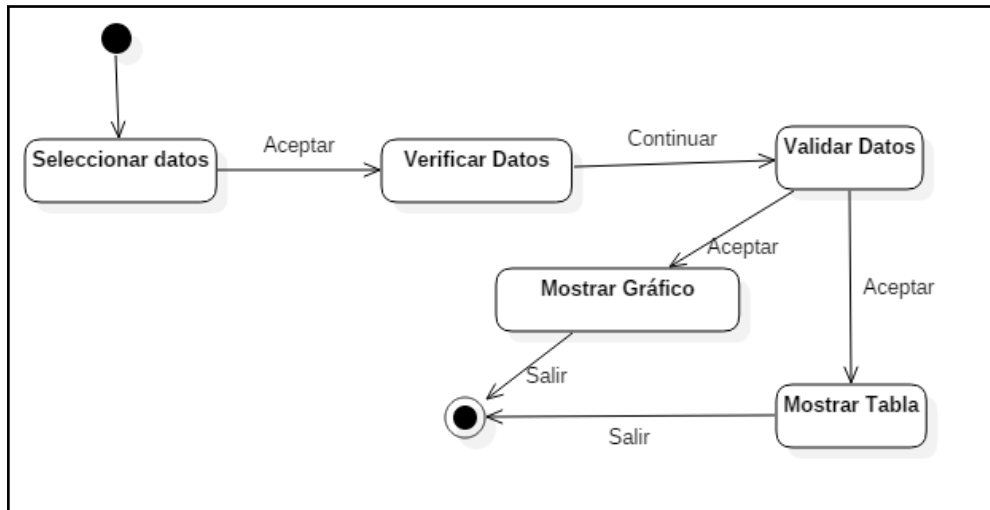 Seleccionar datos
Aceptar
Verificar Datos
Continuar
Validar Datos
Aceptar
Mostrar Gráfico
Aceptar
Salir
Mostrar Tabla
Salir